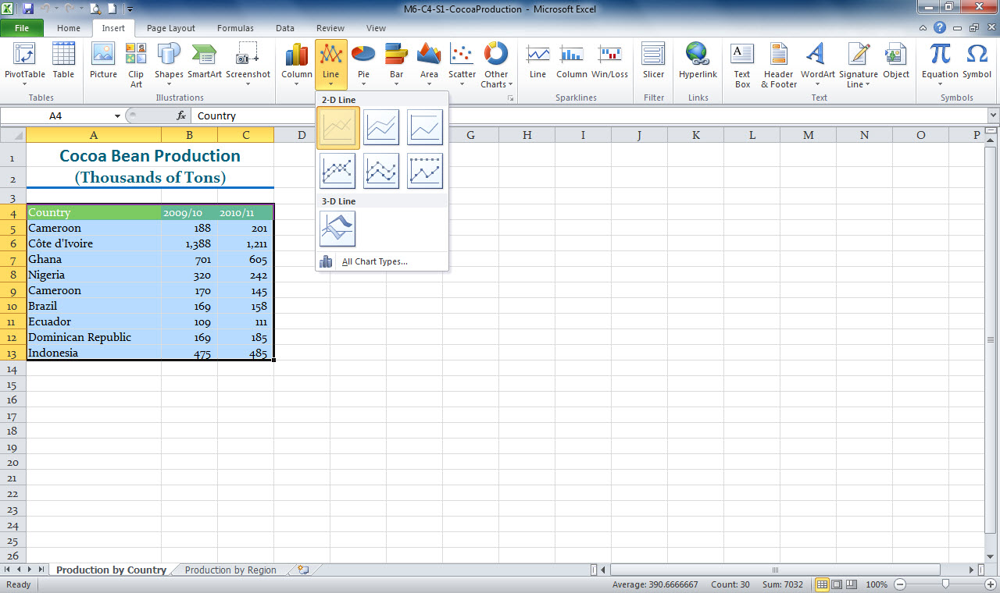 M6-C4-S1-CocoaProduction - Microsoft Excel
File Home Insert Page Layout Formulas Data Review View
PivotTable Table Picture Clip Art Shapes SmartArt Screenshot Column Line Pie Bar Area Scatter Other Charts Line Column Win/Loss Slicer Hyperlink Text Box Header & Footer WordArt Signature Line Object Equation Symbol
Tables Illustrations Sparklines Filter Links Text Symbols
A4 fx Country
2-D Line
3-D Line
All Chart Types...
A B C D G H I J K L M N O P
1 Cocoa Bean Production
2 (Thousands of Tons)
3
4 Country 2009/10 2010/11
5 Cameroon 188 201
6 Côte d'Ivoire 1,388 1,211
7 Ghana 701 605
8 Nigeria 320 242
9 Cameroon 170 145
10 Brazil 169 158
11 Ecuador 109 111
12 Dominican Republic 169 185
13 Indonesia 475 485
14
15
16
17
18
19
20
21
22
23
24
25
26
Production by Country Production by Region
Ready Average: 390.6666667 Count: 30 Sum: 7032 100%